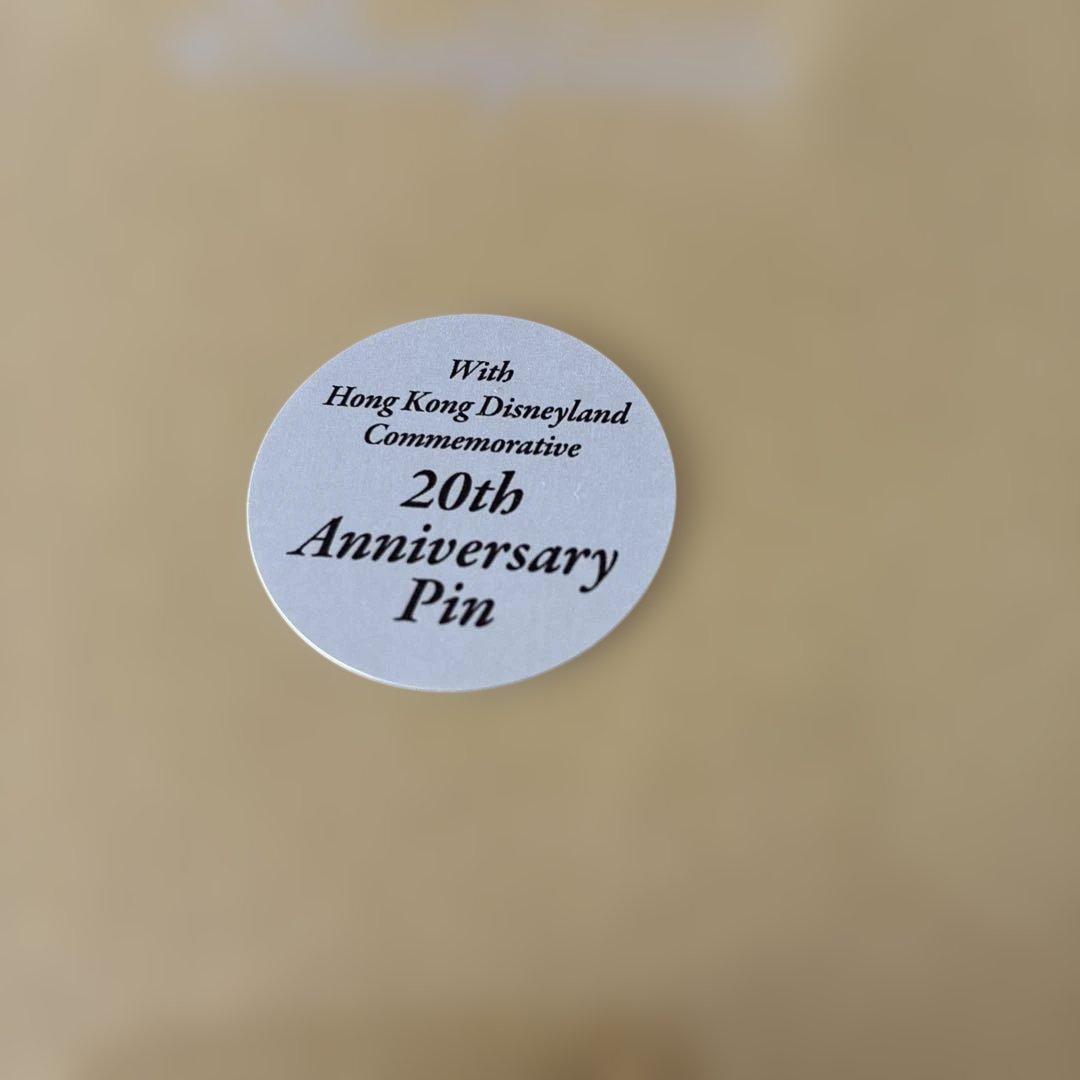 With
Hong Kong Disneyland
Commemorative
20th
Anniversary
Pin